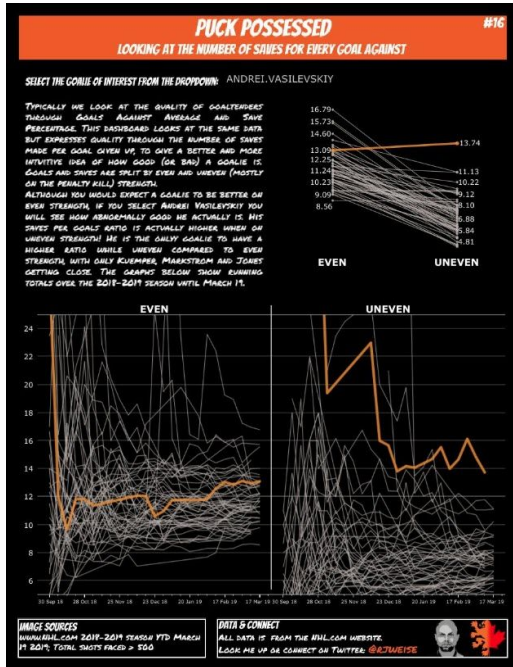 PUCK POSSESSED
#16
LOOKING AT THE NUMBER OF SAVES FOR EVERY GOAL AGAINST
SELECT THE GOALIE OF INTEREST FROM THE DROPDOWN: ANDREI.VASILEVSKIY
TYPICALLY WE LOOK AT THE QUALITY OF GOALTENDERS
THROUGH GOALS AGAINST AVERAGE AND SAVE
PERCENTAGE. THIS DASHBOARD LOOKS AT THE SAME DATA
BUT EXPRESSES QUALITY THROUGH THE NUMBER OF SAVES
MADE PER GOAL GIVEN UP, TO GIVE A BETTER AND MORE
INTUITIVE IDEA OF HOW GOOD (OR BAD) A GOALIE IS.
GOALS AND SAVES ARE SPLIT BY EVEN AND UNEVEN (MOSTLY
ON THE PENALTY KILL) STRENGTH.
ALTHOUGH YOU WOULD EXPECT A GOALIE TO BE BETTER ON
EVEN STRENGTH, IF YOU SELECT ANDREI VASILEVSKIY YOU
WILL SEE HOW ABNORMALLY GOOD HE ACTUALLY IS. HIS
SAVES PER GOALS RATIO IS ACTUALLY HIGHER WHEN ON
UNEVEN STRENGTH! HE IS THE ONLY GOALIE TO HAVE A
HIGHER RATIO WHILE UNEVEN COMPARED TO EVEN
STRENGTH, WITH ONLY KUEMPER, MARKSTROM AND JONES
GETTING CLOSE. THE GRAPHS BELOW SHOW RUNNING
TOTALS OVER THE 2018-2019 SEASON UNTIL MARCH 19.
16.79
15.73
14.60
13.09
12.25
11.24
10.23
9.09
8.56
13.74
11.13
10.22
9.12
8.10
6.88
5.84
4.81
EVEN UNEVEN
EVEN UNEVEN
24
22
20
18
16
14
12
10
8
6
30 Sep 18 28 Oct 18 25 Nov 18 23 Dec 18 20 Jan 19 17 Feb 19 17 Mar 19 30 Sep 18 28 Oct 18 25 Nov 18 23 Dec 18 20 Jan 19 17 Feb 19 17 Mar 19
IMAGE SOURCES
WWW.NHL.COM 2018-2019 SEASON YTD MARCH
19 2019; TOTAL SHOTS FACED > 500
DATA & CONNECT
ALL DATA IS FROM THE NHL.COM WEBSITE
LOOK ME UP OR CONNECT ON TWITTER @RJWEISE